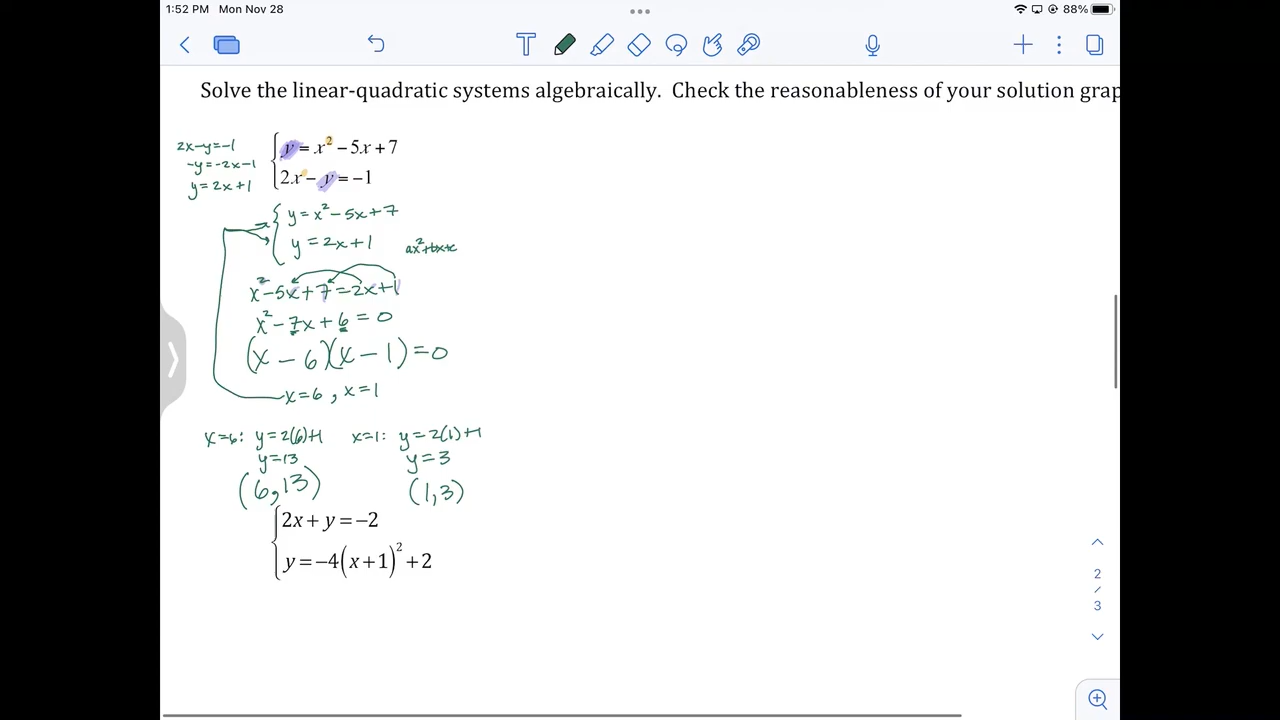 1:52 PM Mon Nov 28
88%
T
Solve the linear-quadratic systems algebraically. Check the reasonableness of your solution grap
y = x² − 5x + 7
2x − y = −1
2x−y=−1
−y=−2x−1
y=2x+1
y=x²−5x+7
y=2x+1
ax²+bx+c
x²−5x+7=2x+1
x²−7x+6=0
(x−6)(x−1)=0
x=6, x=1
x=6: y=2(6)+1 x=1: y=2(1)+1
y=13 y=3
(6,13) (1,3)
2x + y = −2
y = −4(x+1)² + 2
2
/
3